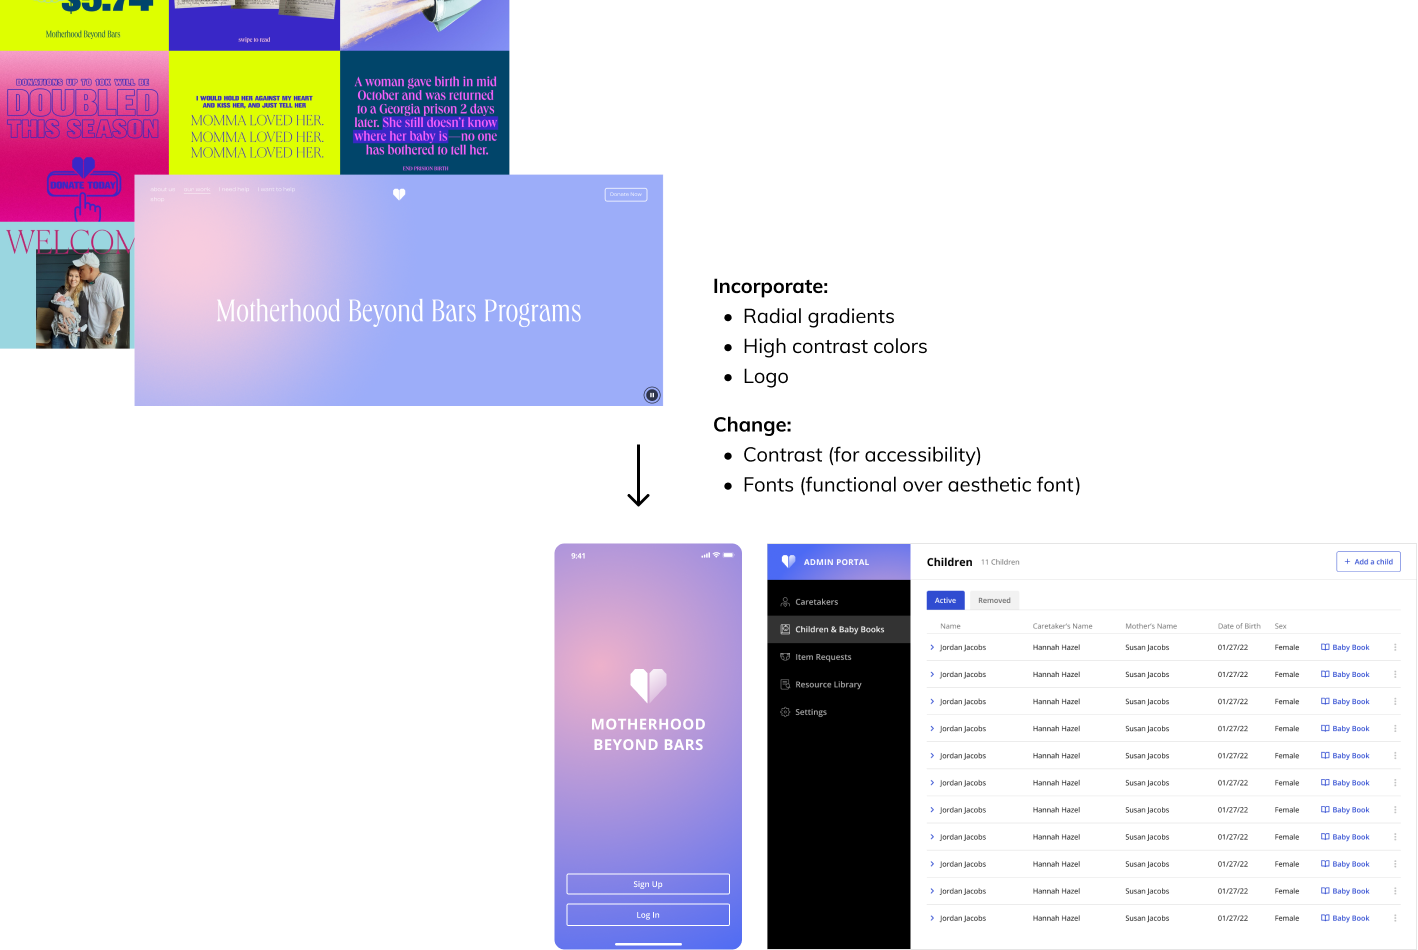 $5.74
Motherhood Beyond Bars
swipe to read
DONATIONS UP TO 10K WILL BE
DOUBLED
THIS SEASON
DONATE TODAY
I WOULD HOLD HER AGAINST MY HEART
AND KISS HER, AND JUST TELL HER
MOMMA LOVED HER.
MOMMA LOVED HER.
MOMMA LOVED HER.
A woman gave birth in mid
October and was returned
to a Georgia prison 2 days
later. She still doesn't know
where her baby is—no one
has bothered to tell her.
END PRISON BIRTH
WELCOM
about us our work i need help i want to help
Donate Now
Motherhood Beyond Bars Programs
Incorporate:
• Radial gradients
• High contrast colors
• Logo
Change:
• Contrast (for accessibility)
• Fonts (functional over aesthetic font)
9:41
MOTHERHOOD
BEYOND BARS
Sign Up
Log In
ADMIN PORTAL
Caretakers
Children & Baby Books
Item Requests
Resource Library
Settings
Children 11 Children
+ Add a child
Active Removed
Name Caretaker's Name Mother's Name Date of Birth Sex
Jordan Jacobs Hannah Hazel Susan Jacobs 01/27/22 Female Baby Book
Jordan Jacobs Hannah Hazel Susan Jacobs 01/27/22 Female Baby Book
Jordan Jacobs Hannah Hazel Susan Jacobs 01/27/22 Female Baby Book
Jordan Jacobs Hannah Hazel Susan Jacobs 01/27/22 Female Baby Book
Jordan Jacobs Hannah Hazel Susan Jacobs 01/27/22 Female Baby Book
Jordan Jacobs Hannah Hazel Susan Jacobs 01/27/22 Female Baby Book
Jordan Jacobs Hannah Hazel Susan Jacobs 01/27/22 Female Baby Book
Jordan Jacobs Hannah Hazel Susan Jacobs 01/27/22 Female Baby Book
Jordan Jacobs Hannah Hazel Susan Jacobs 01/27/22 Female Baby Book
Jordan Jacobs Hannah Hazel Susan Jacobs 01/27/22 Female Baby Book
Jordan Jacobs Hannah Hazel Susan Jacobs 01/27/22 Female Baby Book